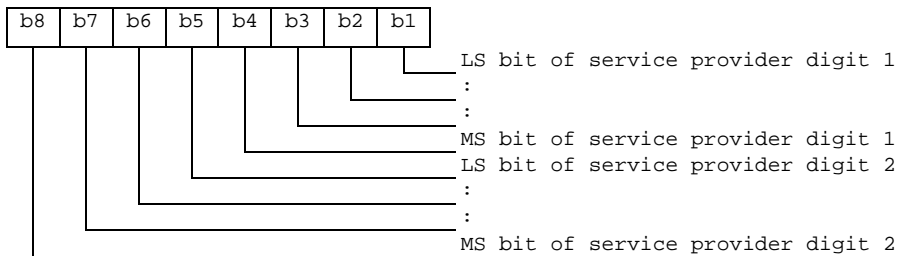 b8 b7 b6 b5 b4 b3 b2 b1
LS bit of service provider digit 1
:
:
MS bit of service provider digit 1
LS bit of service provider digit 2
:
:
MS bit of service provider digit 2